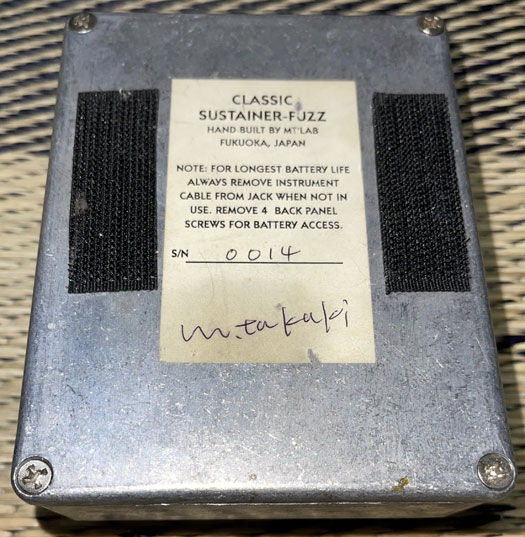 CLASSIC
SUSTAINER-FUZZ
HAND BUILT BY MT'LAB
FUKUOKA, JAPAN
NOTE: FOR LONGEST BATTERY LIFE
ALWAYS REMOVE INSTRUMENT
CABLE FROM JACK WHEN NOT IN
USE. REMOVE 4 BACK PANEL
SCREWS FOR BATTERY ACCESS.
S/N 0014
m.takaki